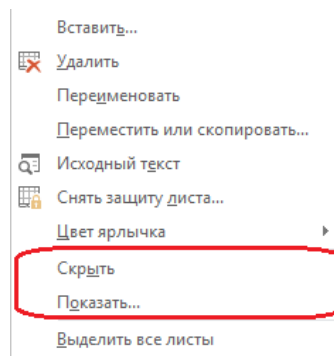 Вставить...
Удалить
Переименовать
Переместить или скопировать...
Исходный текст
Снять защиту листа...
Цвет ярлычка
Скрыть
Показать...
Выделить все листы